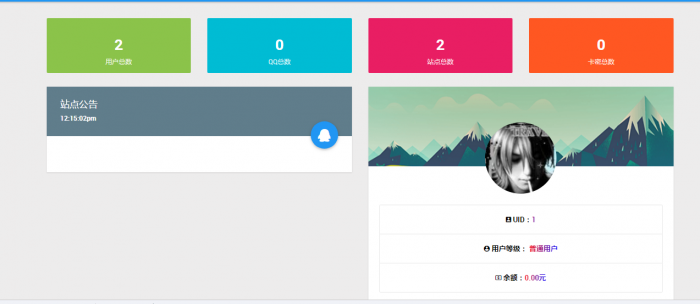 2
用户总数
0
QQ总数
2
站点总数
0
卡密总数
站点公告
12:15:02pm
UID：1
用户等级：普通用户
余额：0.00元